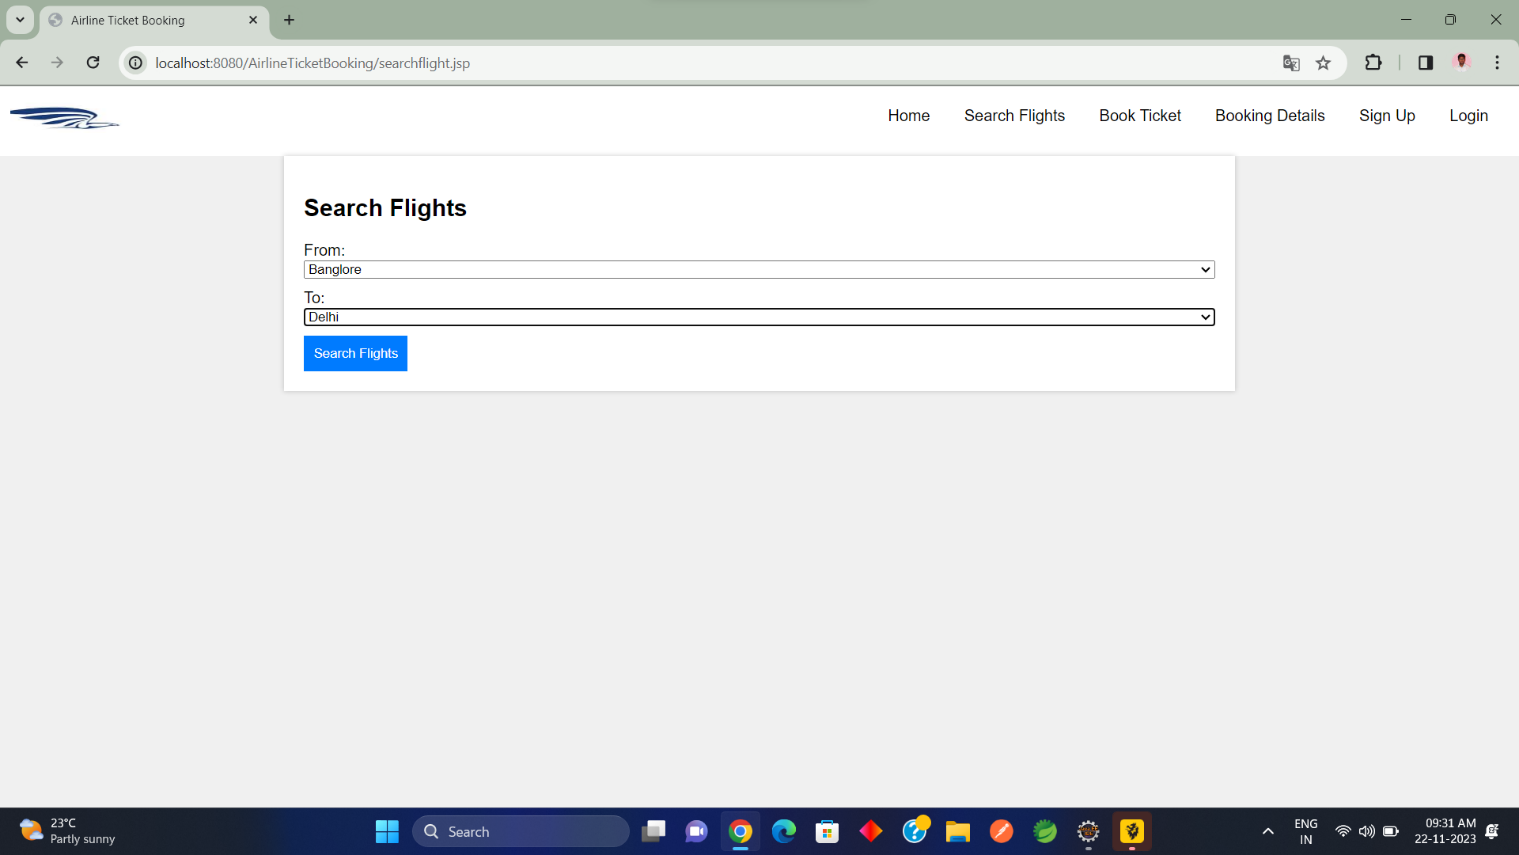 Airline Ticket Booking
localhost:8080/AirlineTicketBooking/searchflight.jsp
Home Search Flights Book Ticket Booking Details Sign Up Login
Search Flights
From:
Banglore
To:
Delhi
Search Flights
23°C
Partly sunny
Search
ENG
IN
09:31 AM
22-11-2023